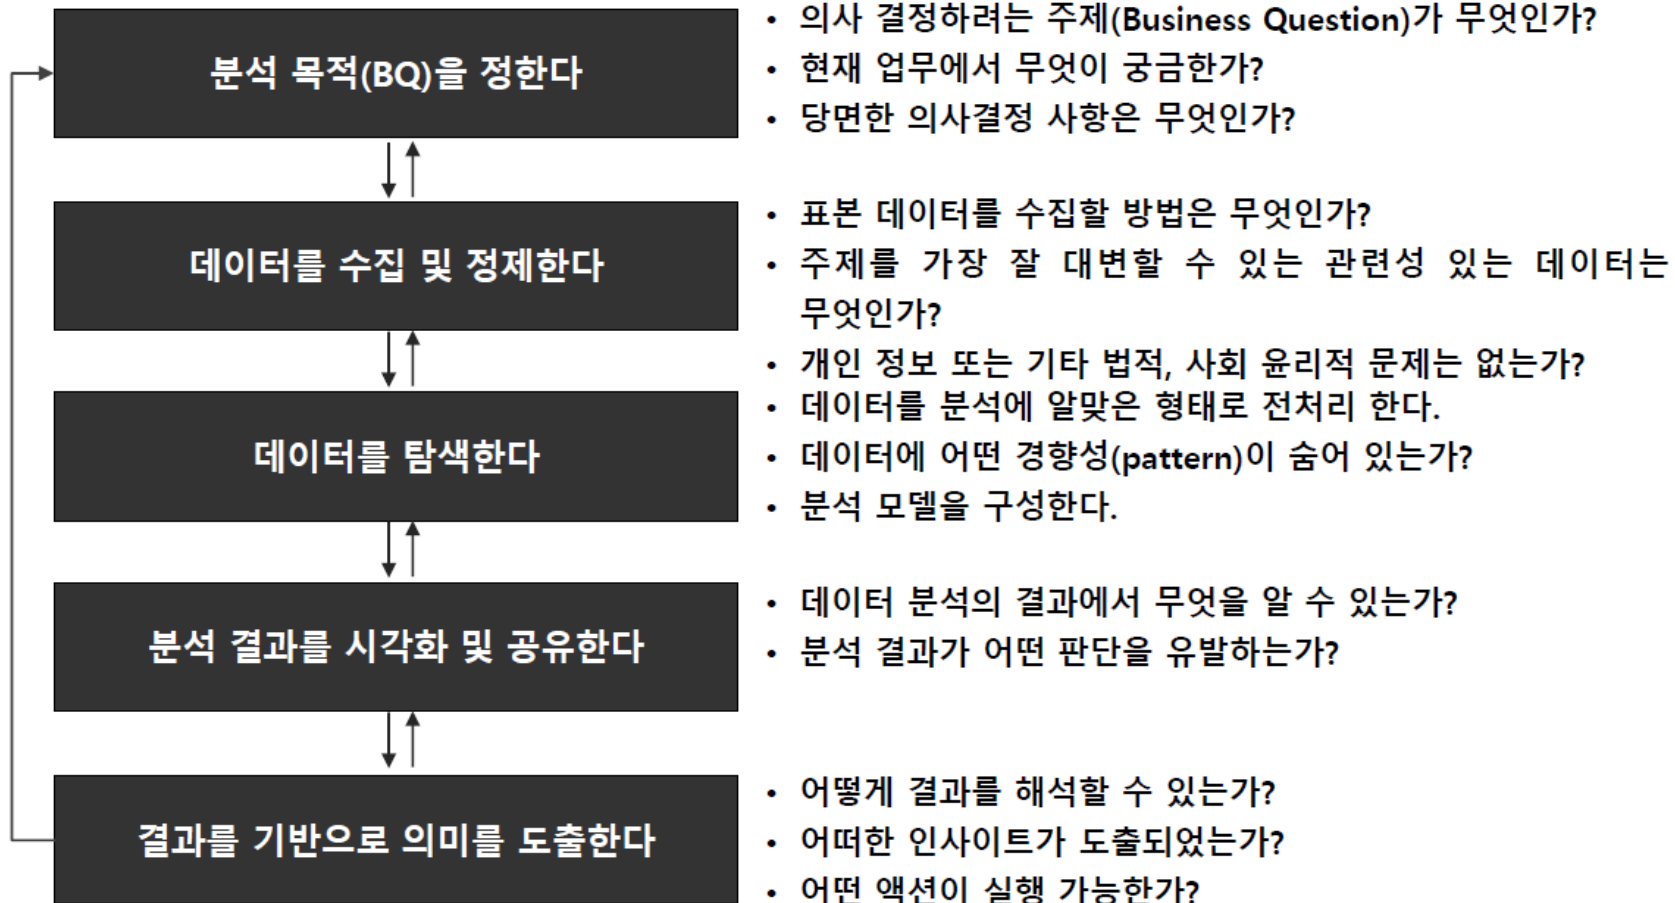 분석 목적(BQ)을 정한다
• 의사 결정하려는 주제(Business Question)가 무엇인가?
• 현재 업무에서 무엇이 궁금한가?
• 당면한 의사결정 사항은 무엇인가?
데이터를 수집 및 정제한다
• 표본 데이터를 수집할 방법은 무엇인가?
• 주제를 가장 잘 대변할 수 있는 관련성 있는 데이터는
무엇인가?
• 개인 정보 또는 기타 법적, 사회 윤리적 문제는 없는가?
데이터를 탐색한다
• 데이터를 분석에 알맞은 형태로 전처리 한다.
• 데이터에 어떤 경향성(pattern)이 숨어 있는가?
• 분석 모델을 구성한다.
분석 결과를 시각화 및 공유한다
• 데이터 분석의 결과에서 무엇을 알 수 있는가?
• 분석 결과가 어떤 판단을 유발하는가?
결과를 기반으로 의미를 도출한다
• 어떻게 결과를 해석할 수 있는가?
• 어떠한 인사이트가 도출되었는가?
• 어떤 액션이 실행 가능한가?